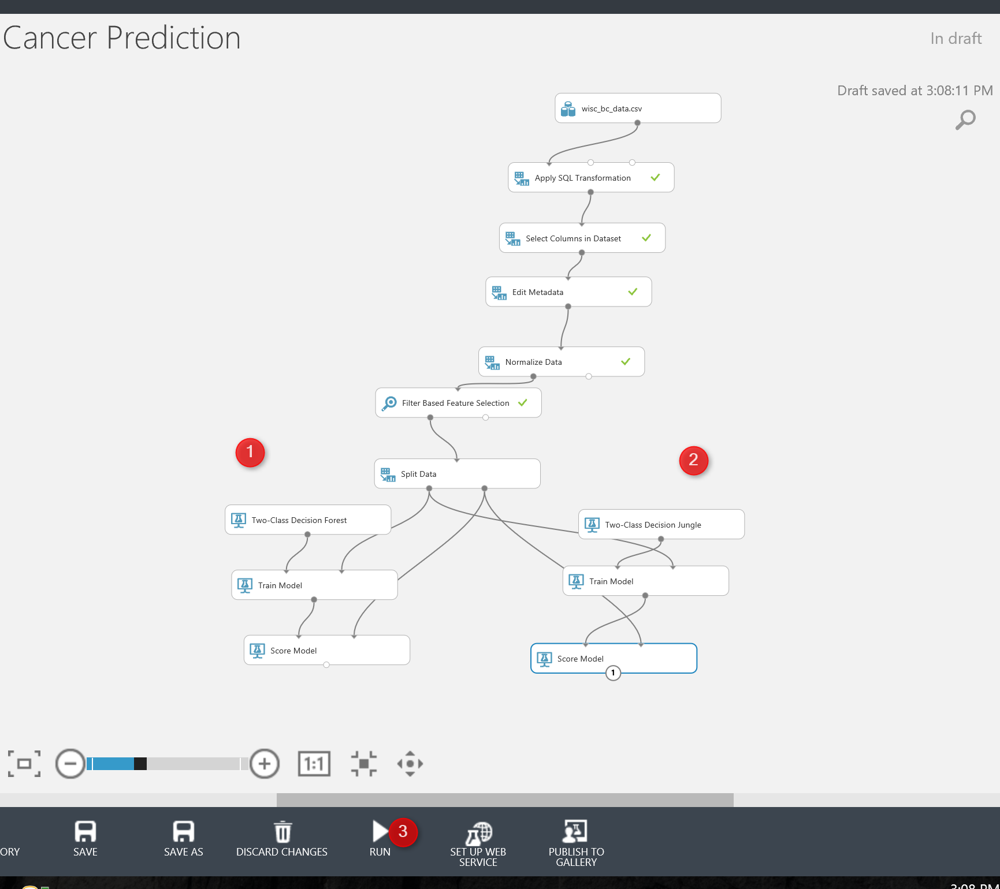 Cancer Prediction
In draft
Draft saved at 3:08:11 PM
wisc_bc_data.csv
Apply SQL Transformation
Select Columns in Dataset
Edit Metadata
Normalize Data
Filter Based Feature Selection
1
2
Split Data
Two-Class Decision Forest
Two-Class Decision Jungle
Train Model
Train Model
Score Model
Score Model
1
1:1
3
ORY
SAVE
SAVE AS
DISCARD CHANGES
RUN
SET UP WEB
SERVICE
PUBLISH TO
GALLERY
3:08 PM